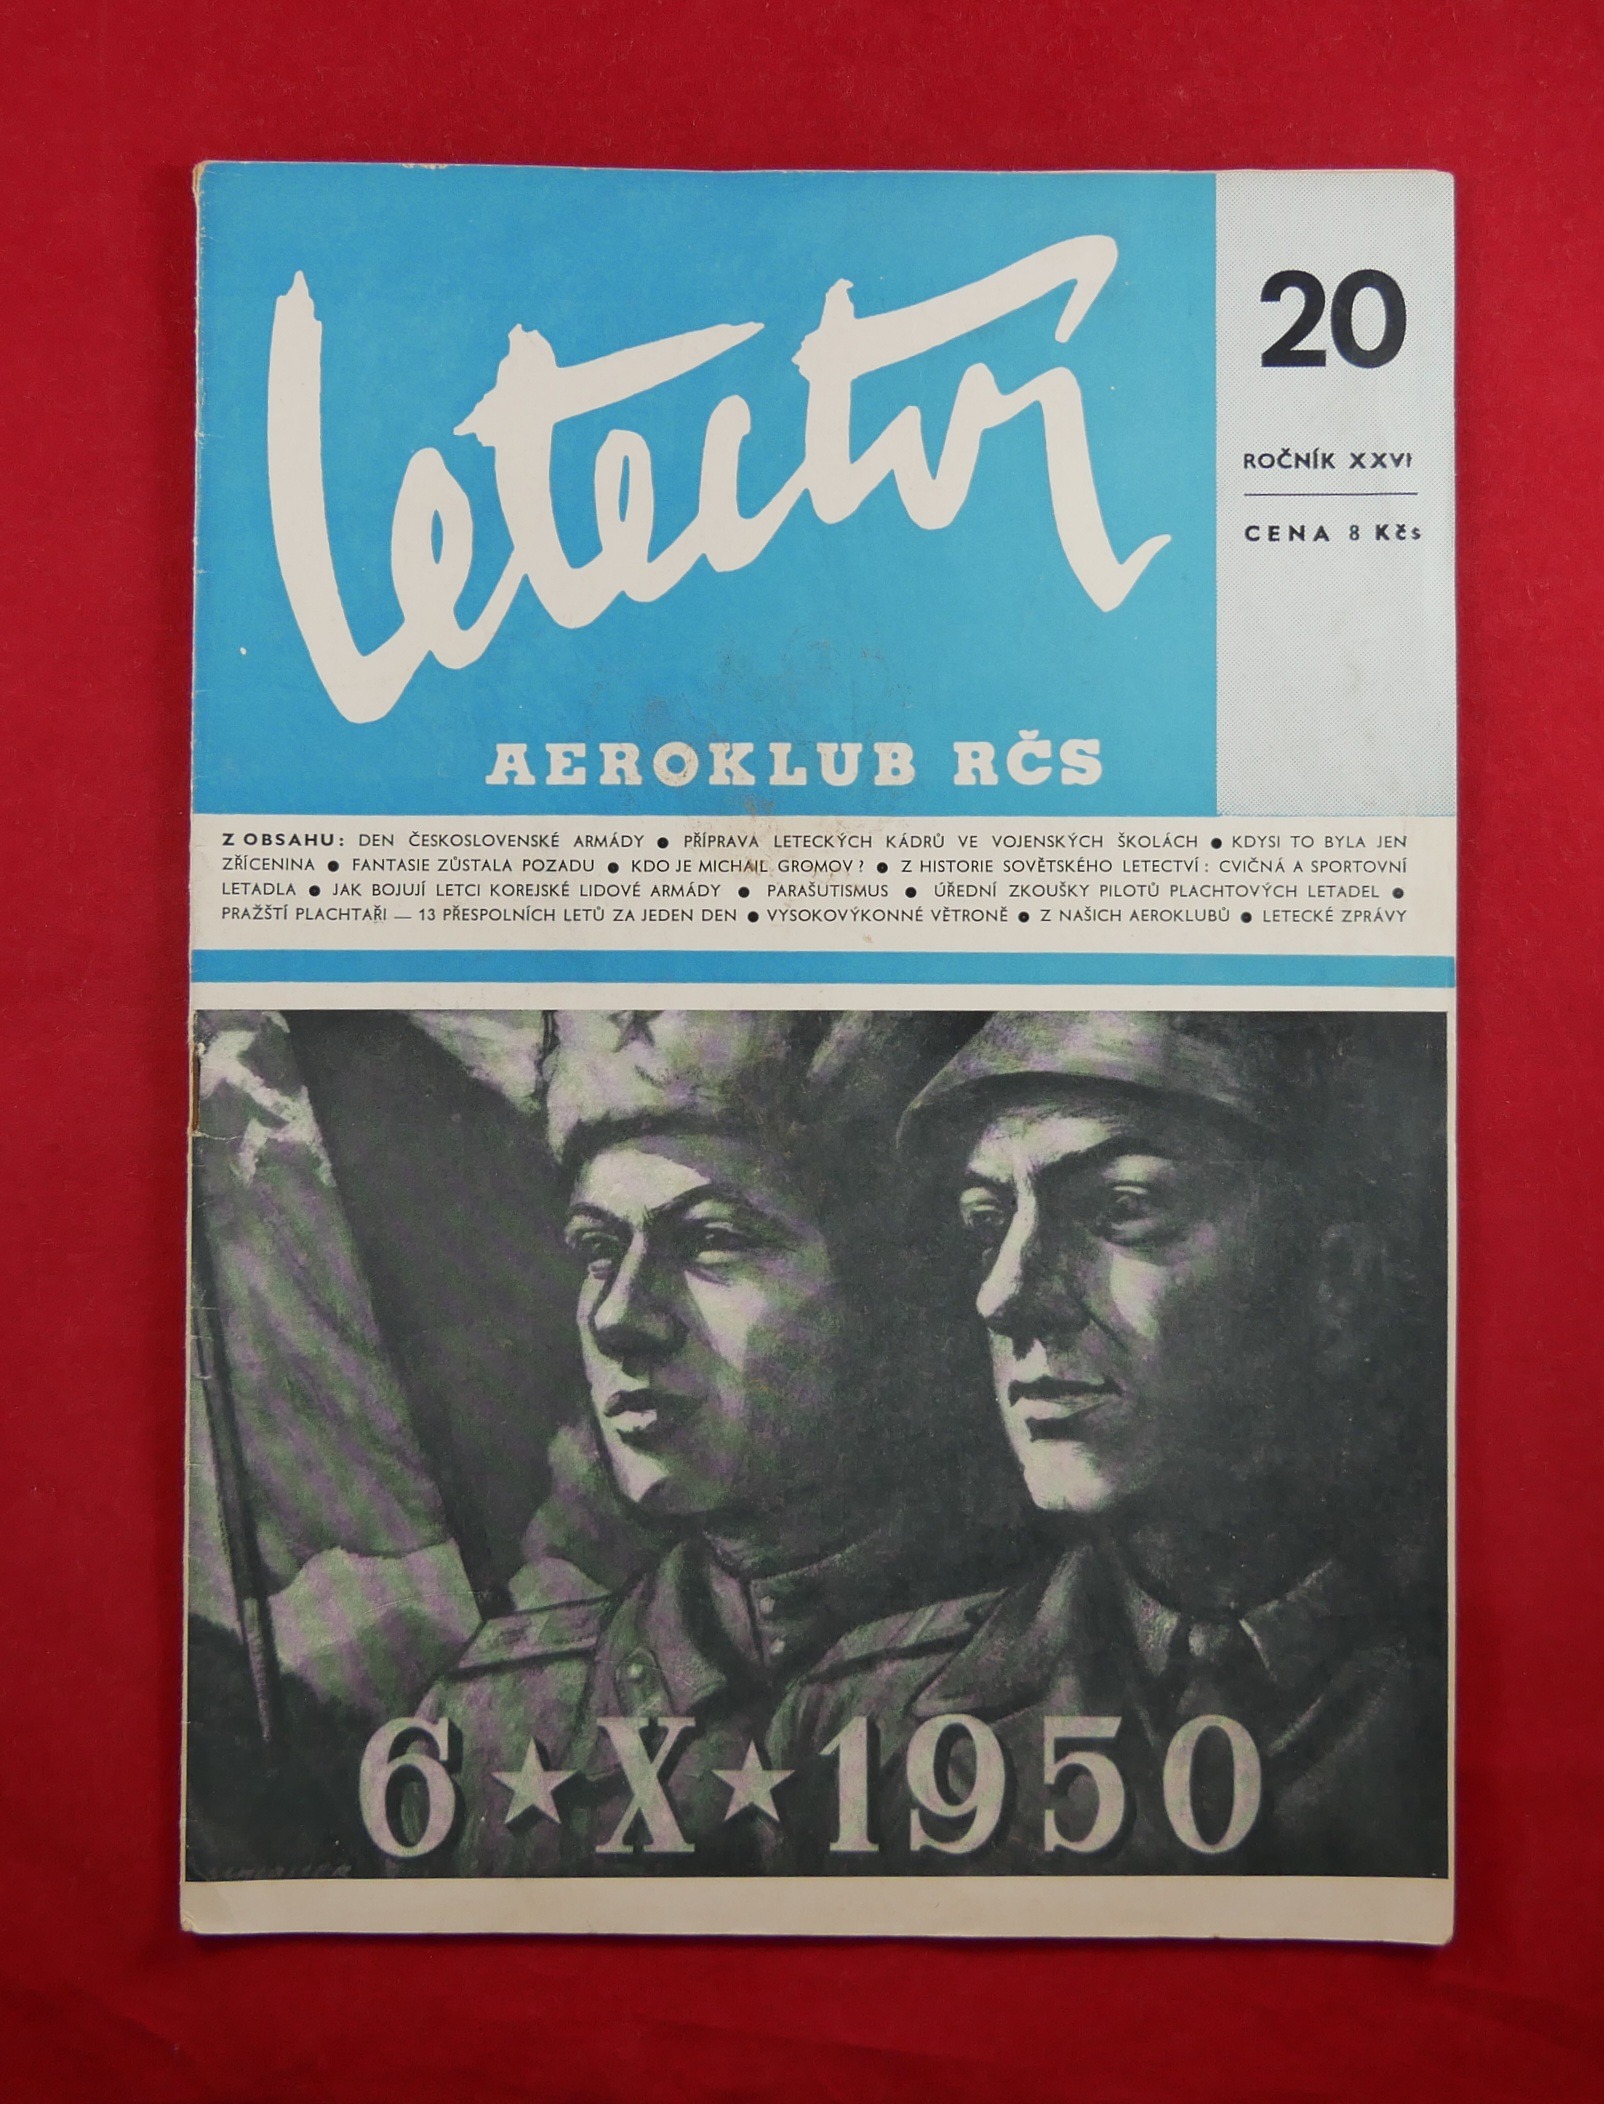 Letectví
20
ROČNÍK XXVI
CENA 8 Kčs
AEROKLUB RČS
Z OBSAHU: DEN ČESKOSLOVENSKÉ ARMÁDY ● PŘÍPRAVA LETECKÝCH KÁDRŮ VE VOJENSKÝCH ŠKOLÁCH ● KDYSI TO BYLA JEN
ZŘÍCENINA ● FANTASIE ZŮSTALA POZADU ● KDO JE MICHAIL GROMOV? ● Z HISTORIE SOVĚTSKÉHO LETECTVÍ: CVIČNÁ A SPORTOVNÍ
LETADLA ● JAK BOJUJÍ LETCI KOREJSKÉ LIDOVÉ ARMÁDY ● PARAŠUTISMUS ● ÚŘEDNÍ ZKOUŠKY PILOTŮ PLACHTOVÝCH LETADEL ●
PRAŽŠTÍ PLACHTAŘI — 13 PŘESPOLNÍCH LETŮ ZA JEDEN DEN ● VYSOKOVÝKONNÉ VĚTRONĚ ● Z NAŠICH AEROKLUBŮ ● LETECKÉ ZPRÁVY
6★X★1950